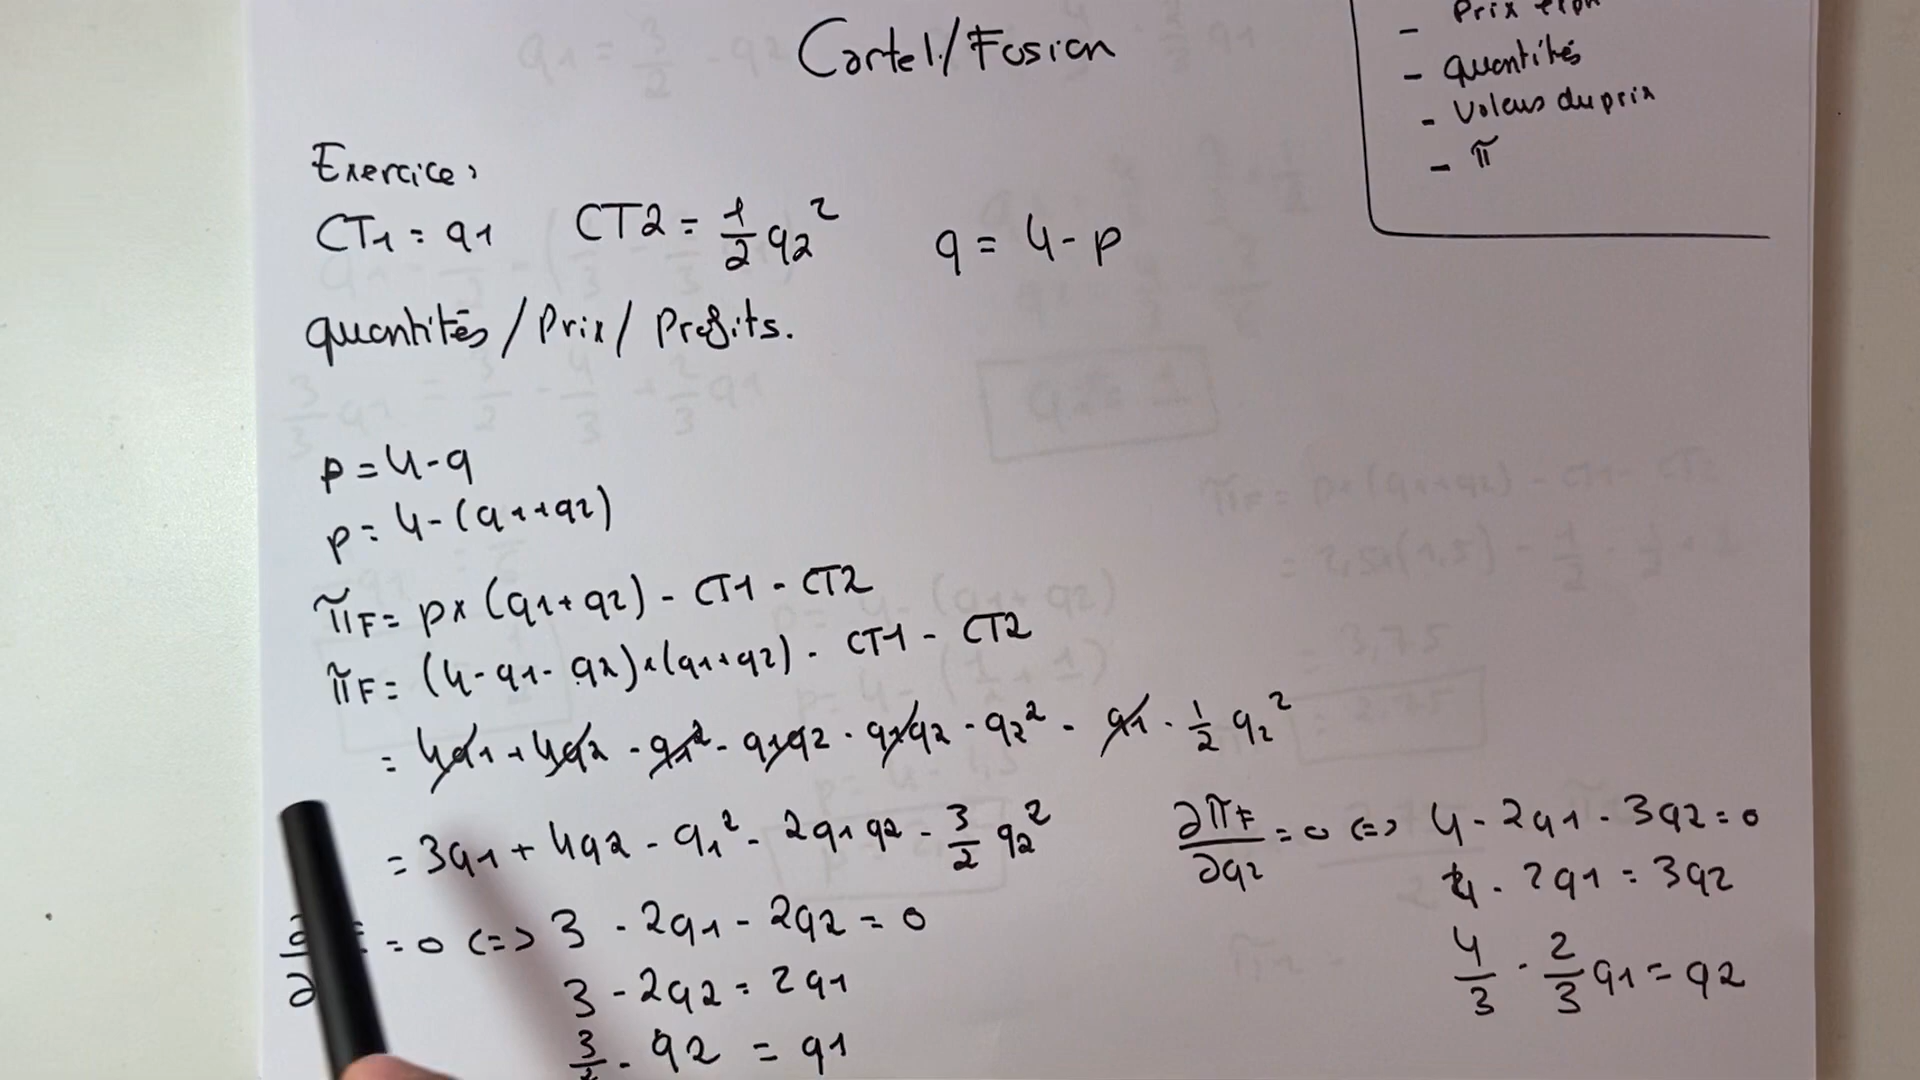 Cartel/Fusion
Prix
- quantités
- Valeus du prix
- π
Exercice:
CT1 = q1 CT2 = 1/2 q2² q = 4 - p
quantités / Prix / Profits.
p = 4 - q
p = 4 - (q1 + q2)
πF = p x (q1 + q2) - CT1 - CT2
πF = (4 - q1 - q2) x (q1 + q2) - CT1 - CT2
= 4q1 + 4q2 - q1² - q1q2 - q1q2 - q2² - q1 - 1/2 q2²
= 3q1 + 4q2 - q1² - 2q1q2 - 3/2 q2²
= 0 <=> 3 - 2q1 - 2q2 = 0
3 - 2q2 = 2q1
3/2 - q2 = q1
∂πF/∂q2 = 0 <=> 4 - 2q1 - 3q2 = 0
4 - 2q1 = 3q2
4/3 - 2/3 q1 = q2